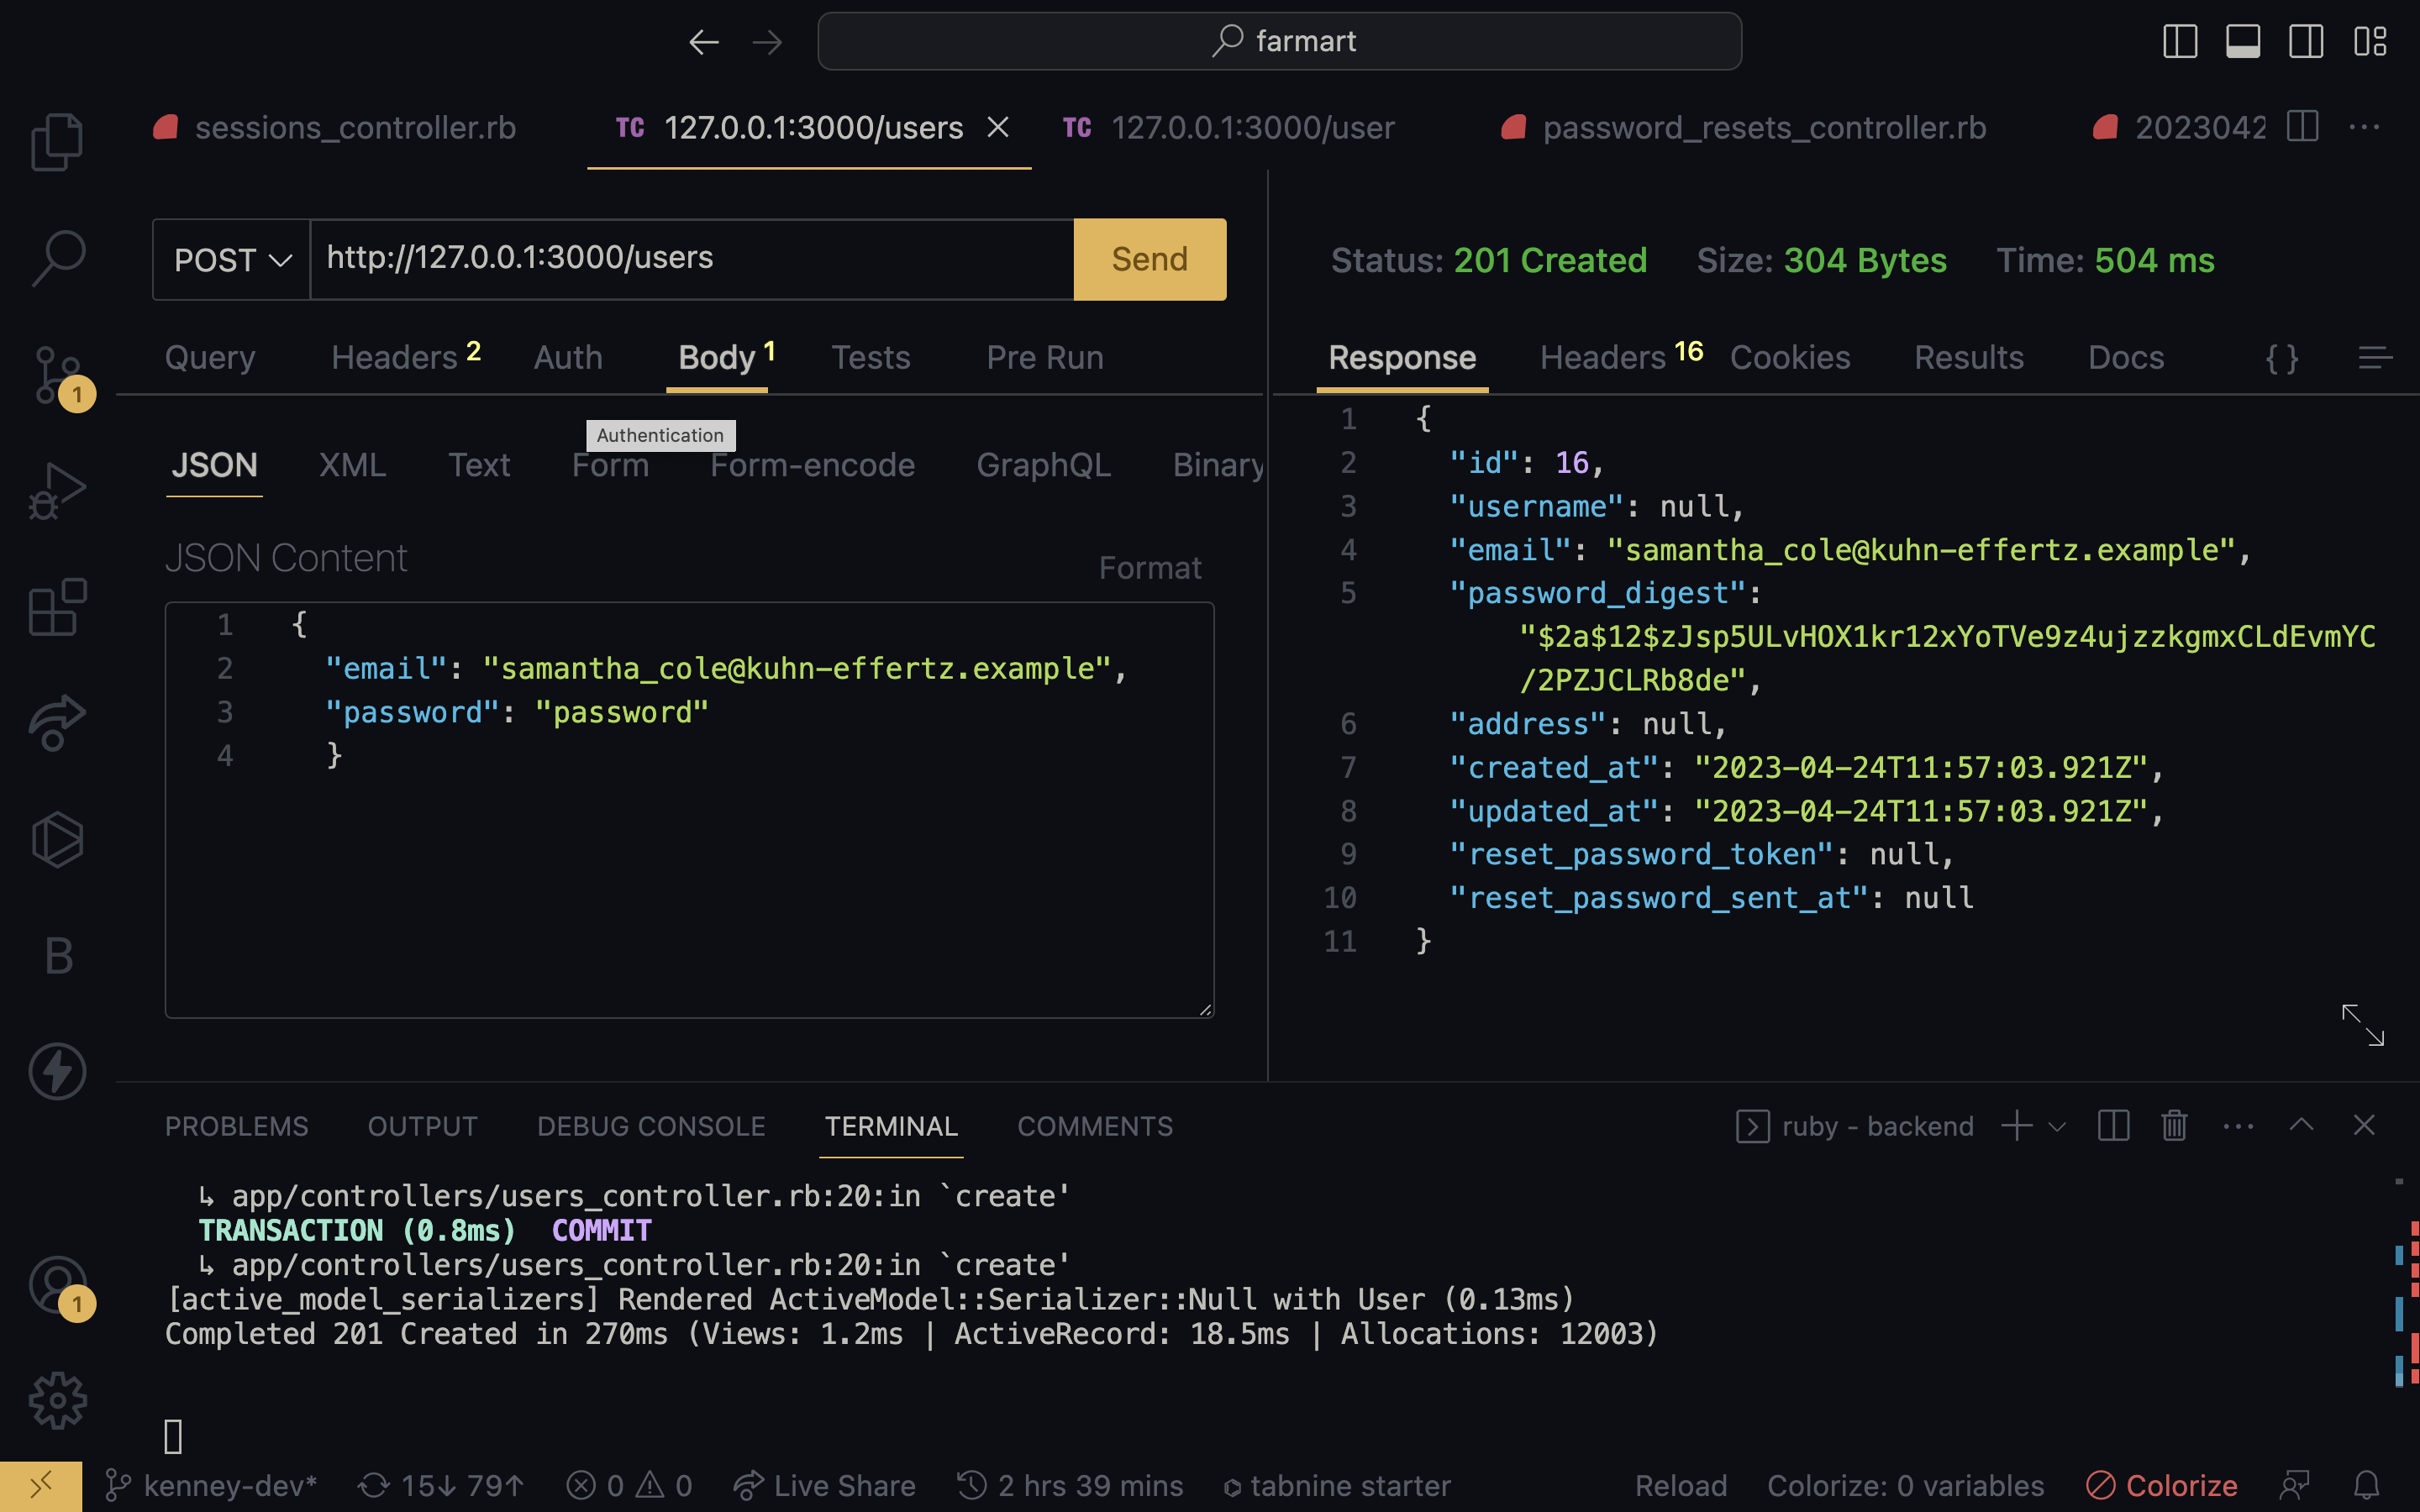 farmart
sessions_controller.rb
TC 127.0.0.1:3000/users
TC 127.0.0.1:3000/user
password_resets_controller.rb
2023042
POST http://127.0.0.1:3000/users Send
Status: 201 Created Size: 304 Bytes Time: 504 ms
Query Headers 2 Auth Body 1 Tests Pre Run
Response Headers 16 Cookies Results Docs {}
Authentication
JSON XML Text Form Form-encode GraphQL Binary
JSON Content
Format
1 {
2 "email": "samantha_cole@kuhn-effertz.example",
3 "password": "password"
4 }
1 {
2 "id": 16,
3 "username": null,
4 "email": "samantha_cole@kuhn-effertz.example",
5 "password_digest":
"$2a$12$zJsp5ULvHOX1kr12xYoTVe9z4ujzzkgmxCLdEvmYC
/2PZJCLRb8de",
6 "address": null,
7 "created_at": "2023-04-24T11:57:03.921Z",
8 "updated_at": "2023-04-24T11:57:03.921Z",
9 "reset_password_token": null,
10 "reset_password_sent_at": null
11 }
1
B
1
PROBLEMS OUTPUT DEBUG CONSOLE TERMINAL COMMENTS
ruby - backend
↳ app/controllers/users_controller.rb:20:in `create'
TRANSACTION (0.8ms) COMMIT
↳ app/controllers/users_controller.rb:20:in `create'
[active_model_serializers] Rendered ActiveModel::Serializer::Null with User (0.13ms)
Completed 201 Created in 270ms (Views: 1.2ms | ActiveRecord: 18.5ms | Allocations: 12003)
kenney-dev* 15↓ 79↑ 0 0 Live Share 2 hrs 39 mins tabnine starter Reload Colorize: 0 variables Colorize